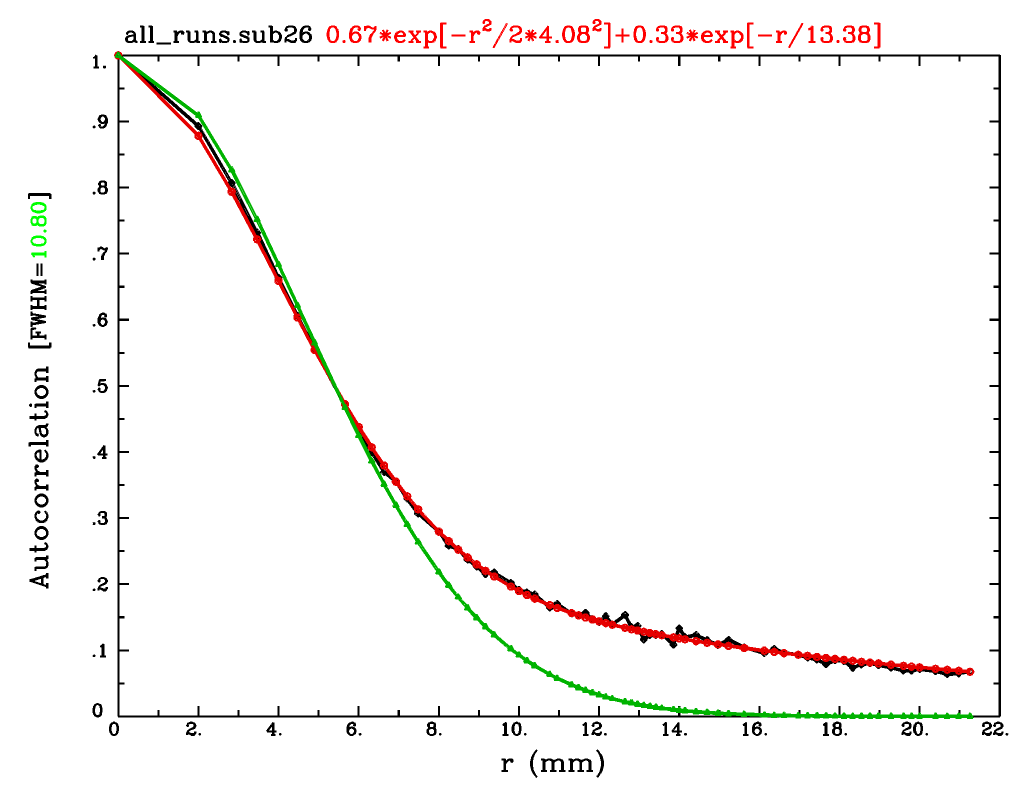 all_runs.sub26 0.67*exp[-r²/2*4.08²]+0.33*exp[-r/13.38]
1.
.9
.8
.7
.6
.5
.4
.3
.2
.1
0
Autocorrelation [FWHM=10.80]
0 2. 4. 6. 8. 10. 12. 14. 16. 18. 20. 22.
r (mm)